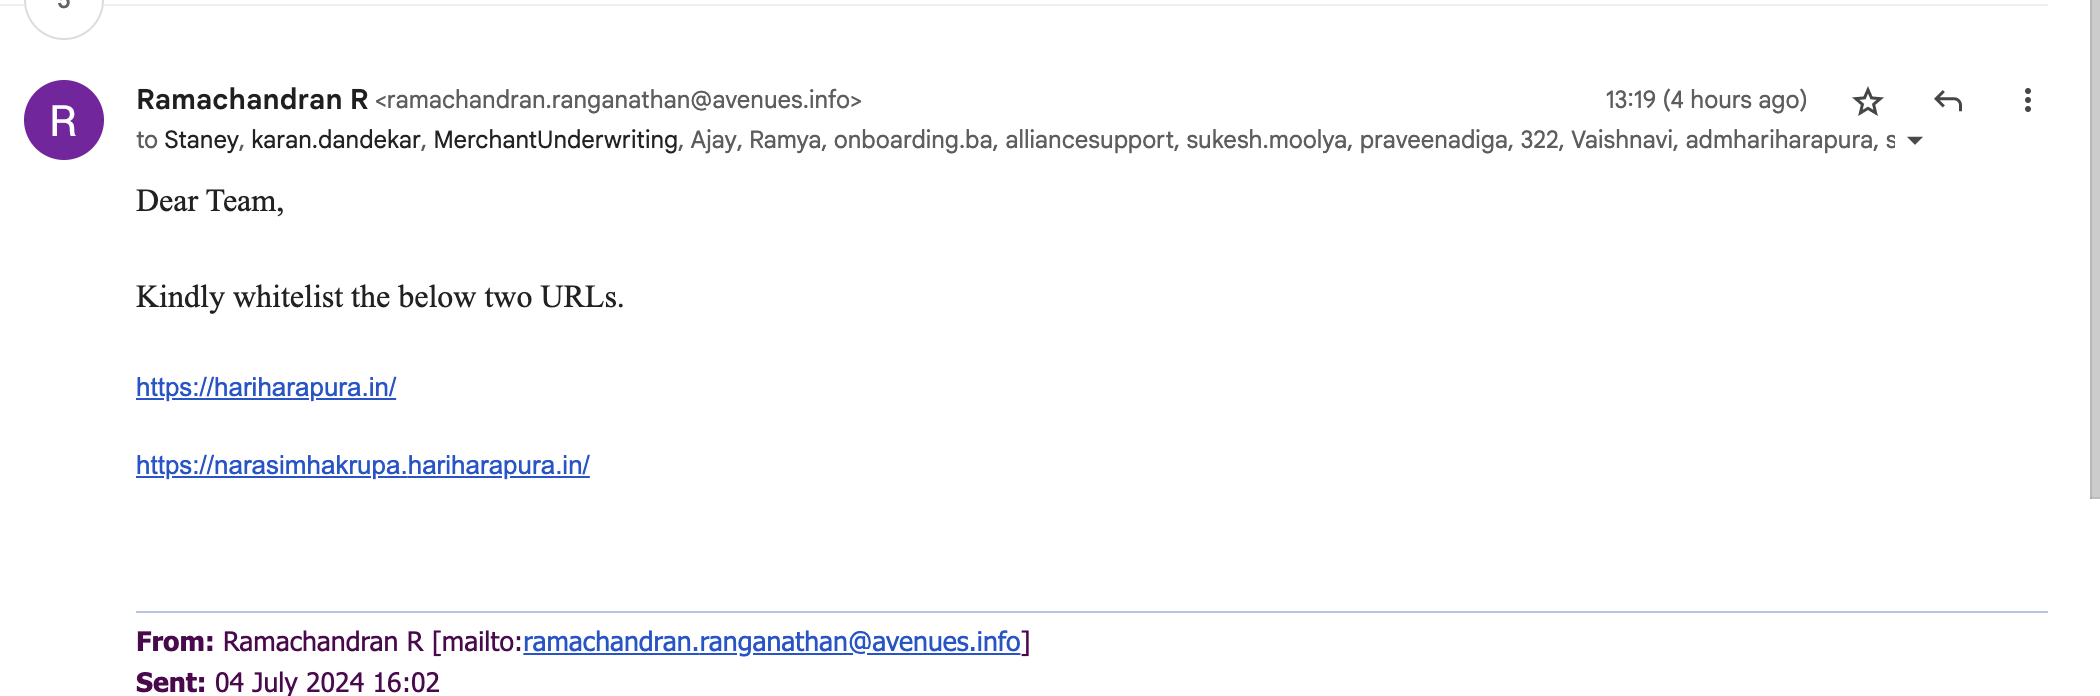 Ramachandran R <ramachandran.ranganathan@avenues.info> 13:19 (4 hours ago)
R
to Staney, karan.dandekar, MerchantUnderwriting, Ajay, Ramya, onboarding.ba, alliancesupport, sukesh.moolya, praveenadiga, 322, Vaishnavi, admhariharapura, s
Dear Team,
Kindly whitelist the below two URLs.
https://hariharapura.in/
https://narasimhakrupa.hariharapura.in/
From: Ramachandran R [mailto:ramachandran.ranganathan@avenues.info]
Sent: 04 July 2024 16:02